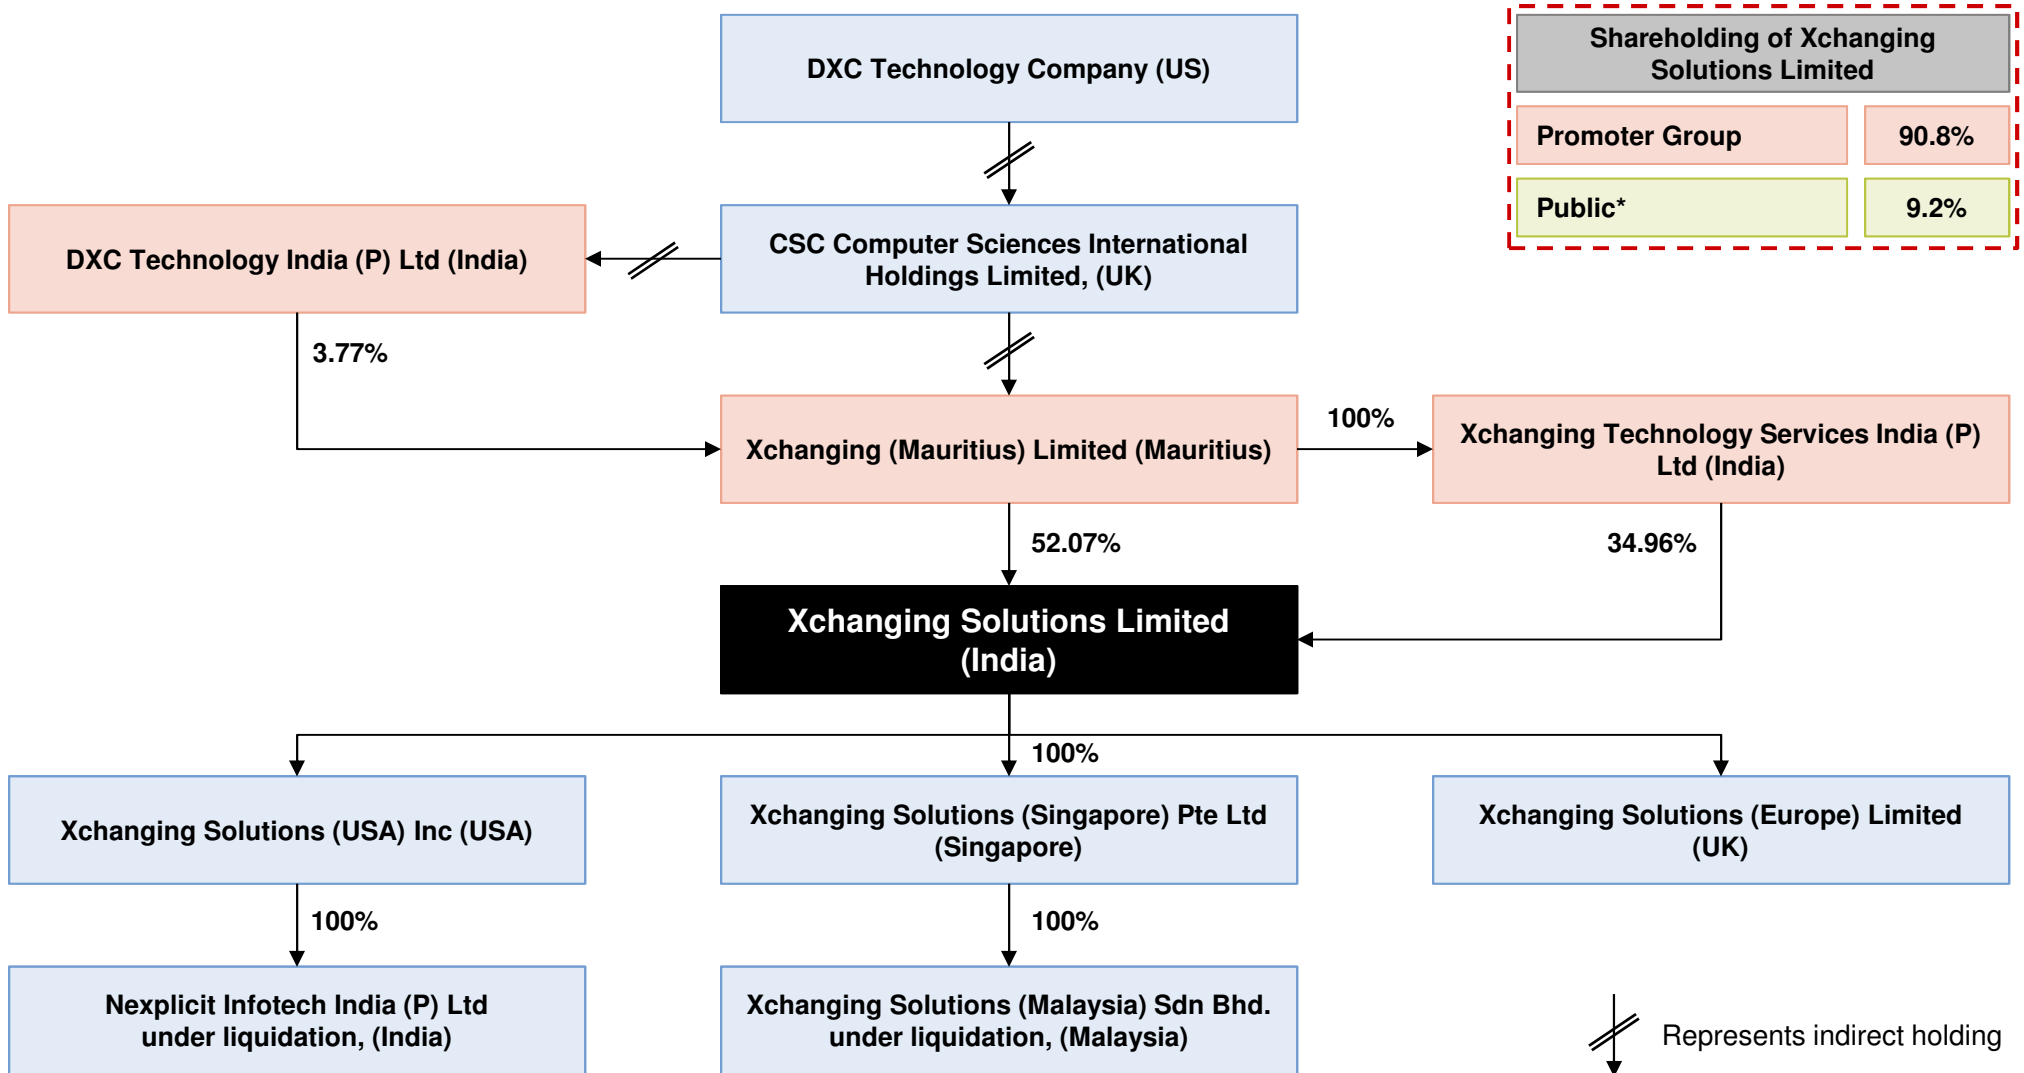 DXC Technology Company (US)
Shareholding of Xchanging
Solutions Limited
Promoter Group
90.8%
Public*
9.2%
DXC Technology India (P) Ltd (India)
CSC Computer Sciences International
Holdings Limited, (UK)
3.77%
Xchanging (Mauritius) Limited (Mauritius)
100%
Xchanging Technology Services India (P)
Ltd (India)
52.07%
34.96%
Xchanging Solutions Limited
(India)
100%
Xchanging Solutions (USA) Inc (USA)
Xchanging Solutions (Singapore) Pte Ltd
(Singapore)
Xchanging Solutions (Europe) Limited
(UK)
100%
100%
Nexplicit Infotech India (P) Ltd
under liquidation, (India)
Xchanging Solutions (Malaysia) Sdn Bhd.
under liquidation, (Malaysia)
Represents indirect holding